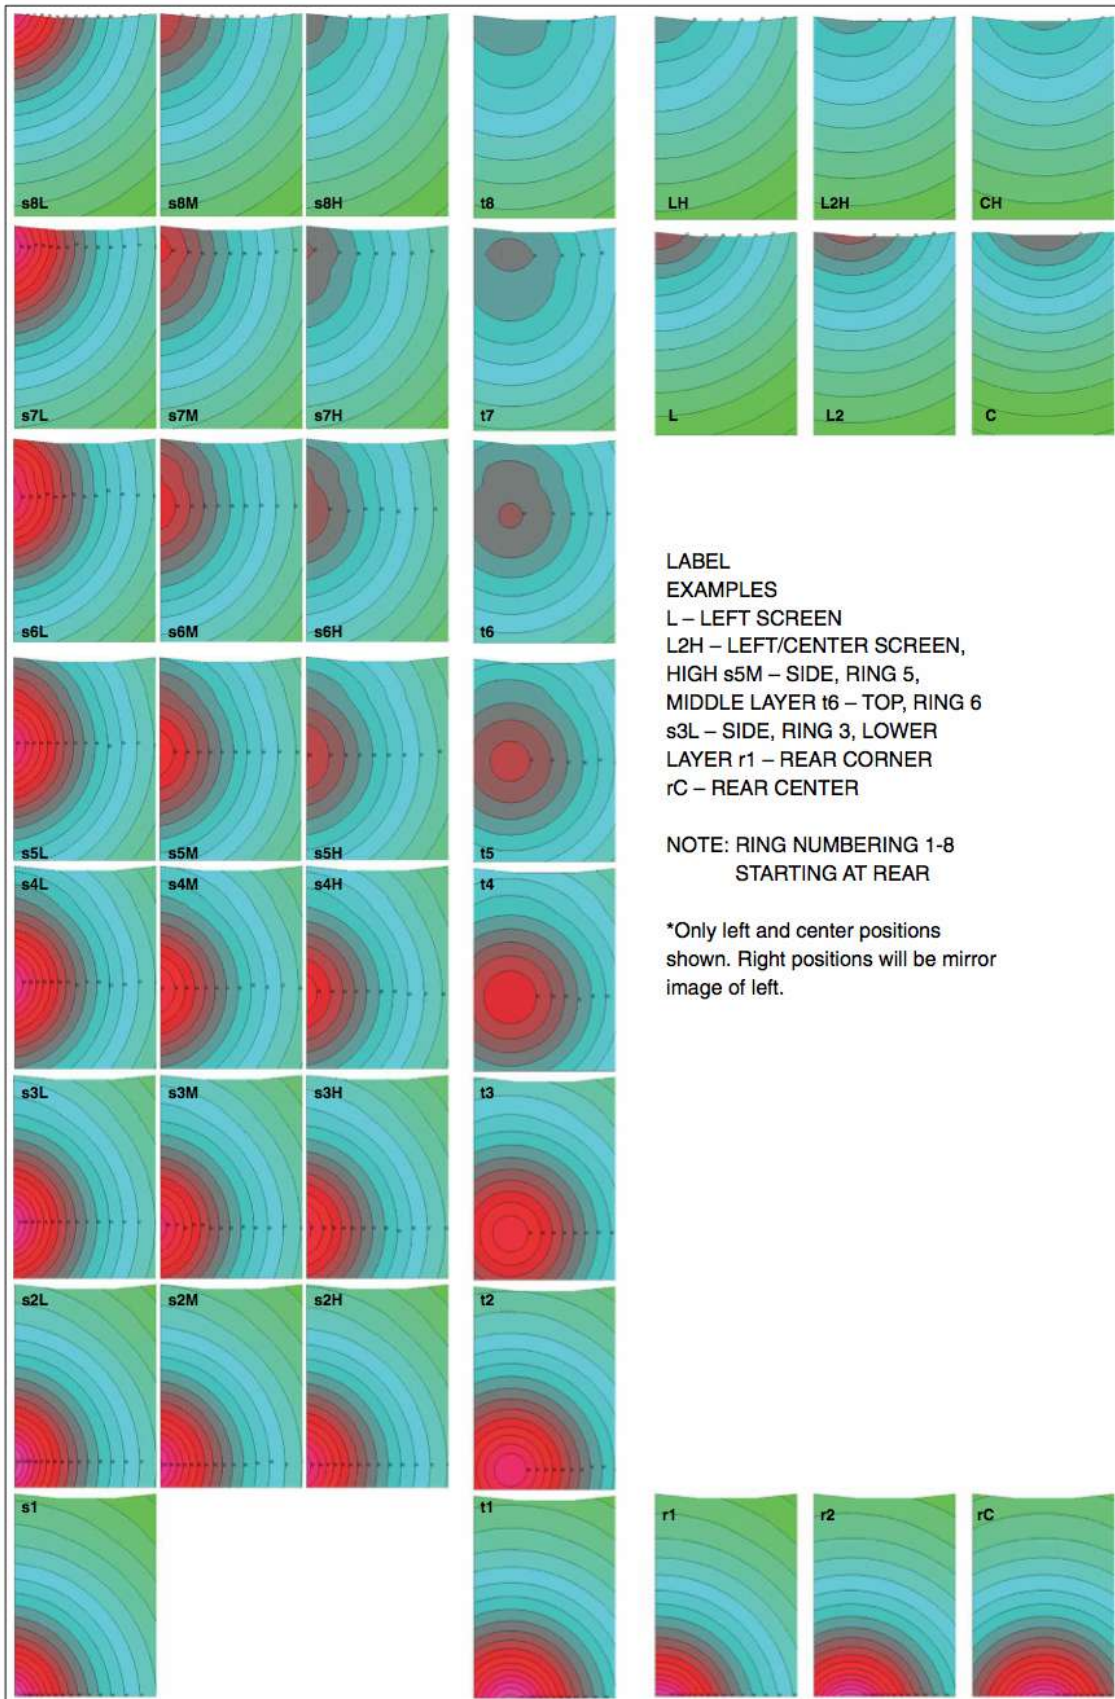 s8L s8M s8H t8 LH L2H CH
s7L s7M s7H t7 L L2 C
s6L s6M s6H t6
LABEL
EXAMPLES
L – LEFT SCREEN
L2H – LEFT/CENTER SCREEN,
HIGH s5M – SIDE, RING 5,
MIDDLE LAYER t6 – TOP, RING 6
s3L – SIDE, RING 3, LOWER
LAYER r1 – REAR CORNER
rC – REAR CENTER
NOTE: RING NUMBERING 1-8
STARTING AT REAR
*Only left and center positions
shown. Right positions will be mirror
image of left.
s5L s5M s5H t5
s4L s4M s4H t4
s3L s3M s3H t3
s2L s2M s2H t2
s1 t1 r1 r2 rC